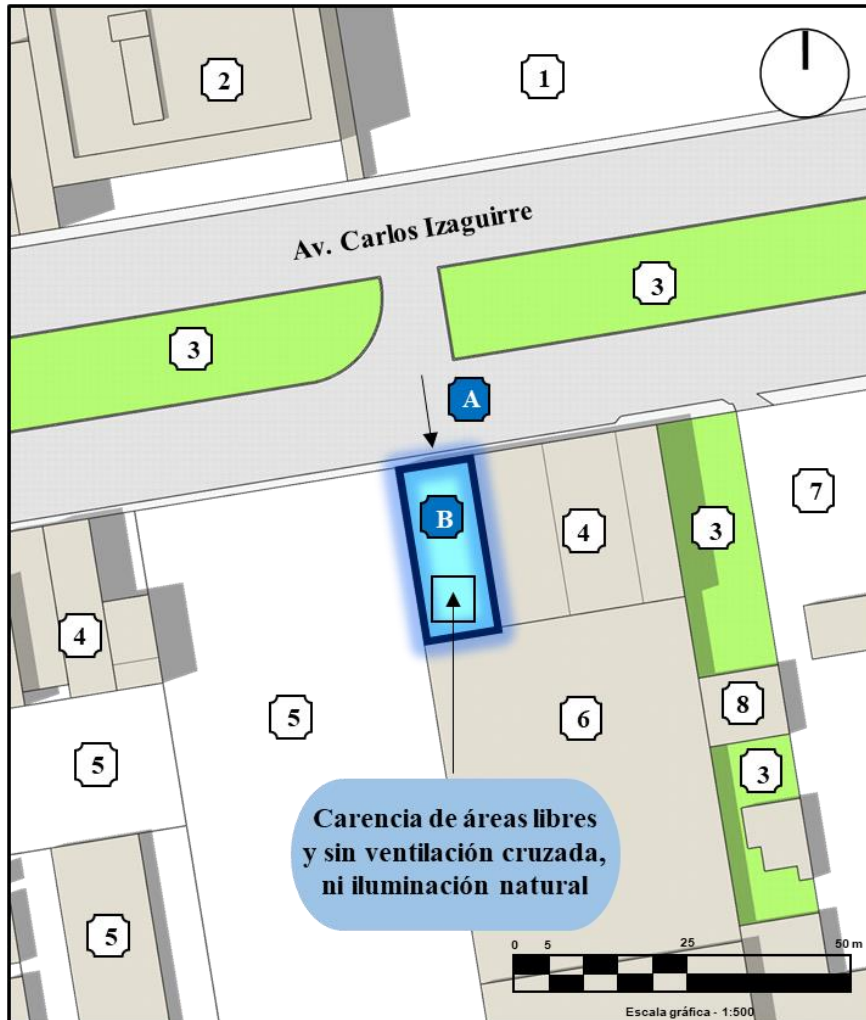 2
1
Av. Carlos Izaguirre
3
3
A
B
4
3
7
4
5
6
8
5
3
Carencia de áreas libres
y sin ventilación cruzada,
ni iluminación natural
5
0 5 25 50 m
Escala gráfica - 1:500